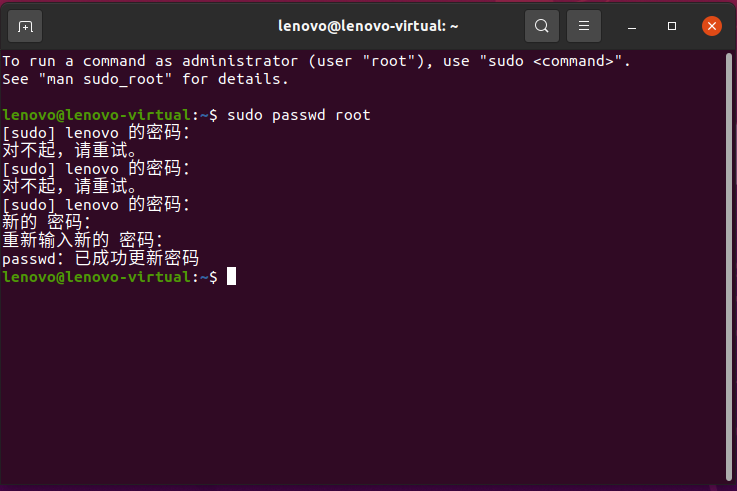 lenovo@lenovo-virtual: ~
To run a command as administrator (user "root"), use "sudo <command>".
See "man sudo_root" for details.
lenovo@lenovo-virtual:~$ sudo passwd root
[sudo] lenovo 的密码：
对不起，请重试。
[sudo] lenovo 的密码：
对不起，请重试。
[sudo] lenovo 的密码：
新的 密码：
重新输入新的 密码：
passwd：已成功更新密码
lenovo@lenovo-virtual:~$